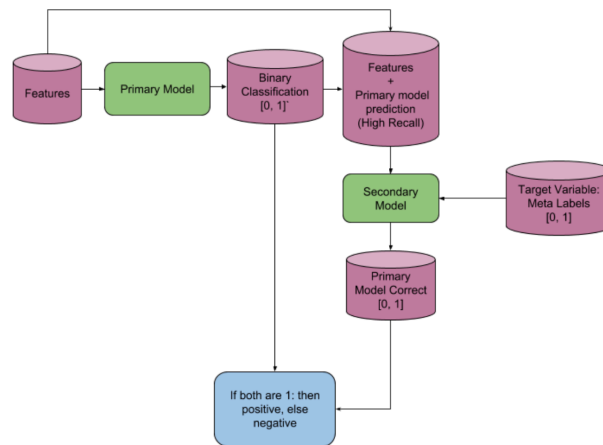 Features
Primary Model
Binary
Classification
[0, 1]*
Features
+
Primary model
prediction
(High Recall)
Secondary
Model
Target Variable:
Meta Labels
[0, 1]
Primary
Model Correct
[0, 1]
If both are 1: then
positive, else
negative